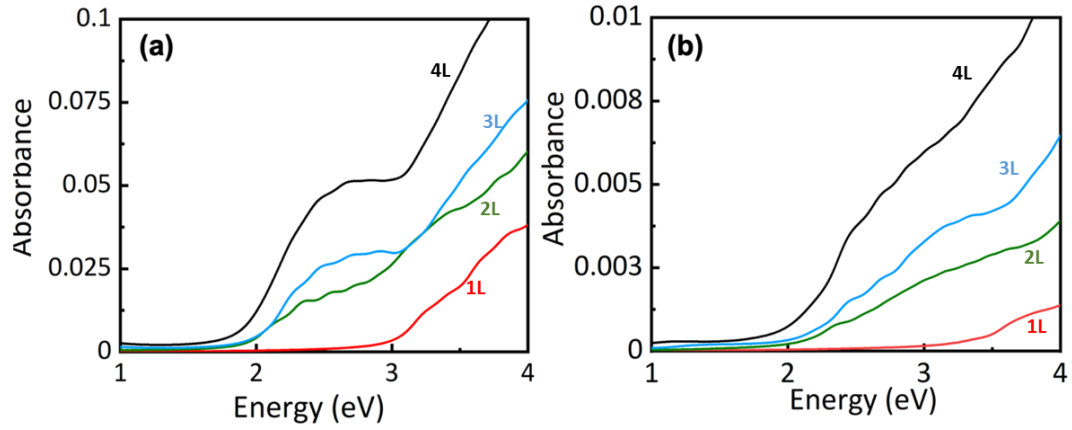 (a)
Absorbance
0.1
0.075
0.05
0.025
0
4L
3L
2L
1L
1 2 3 4
Energy (eV)
(b)
Absorbance
0.01
0.008
0.005
0.003
0
4L
3L
2L
1L
1 2 3 4
Energy (eV)